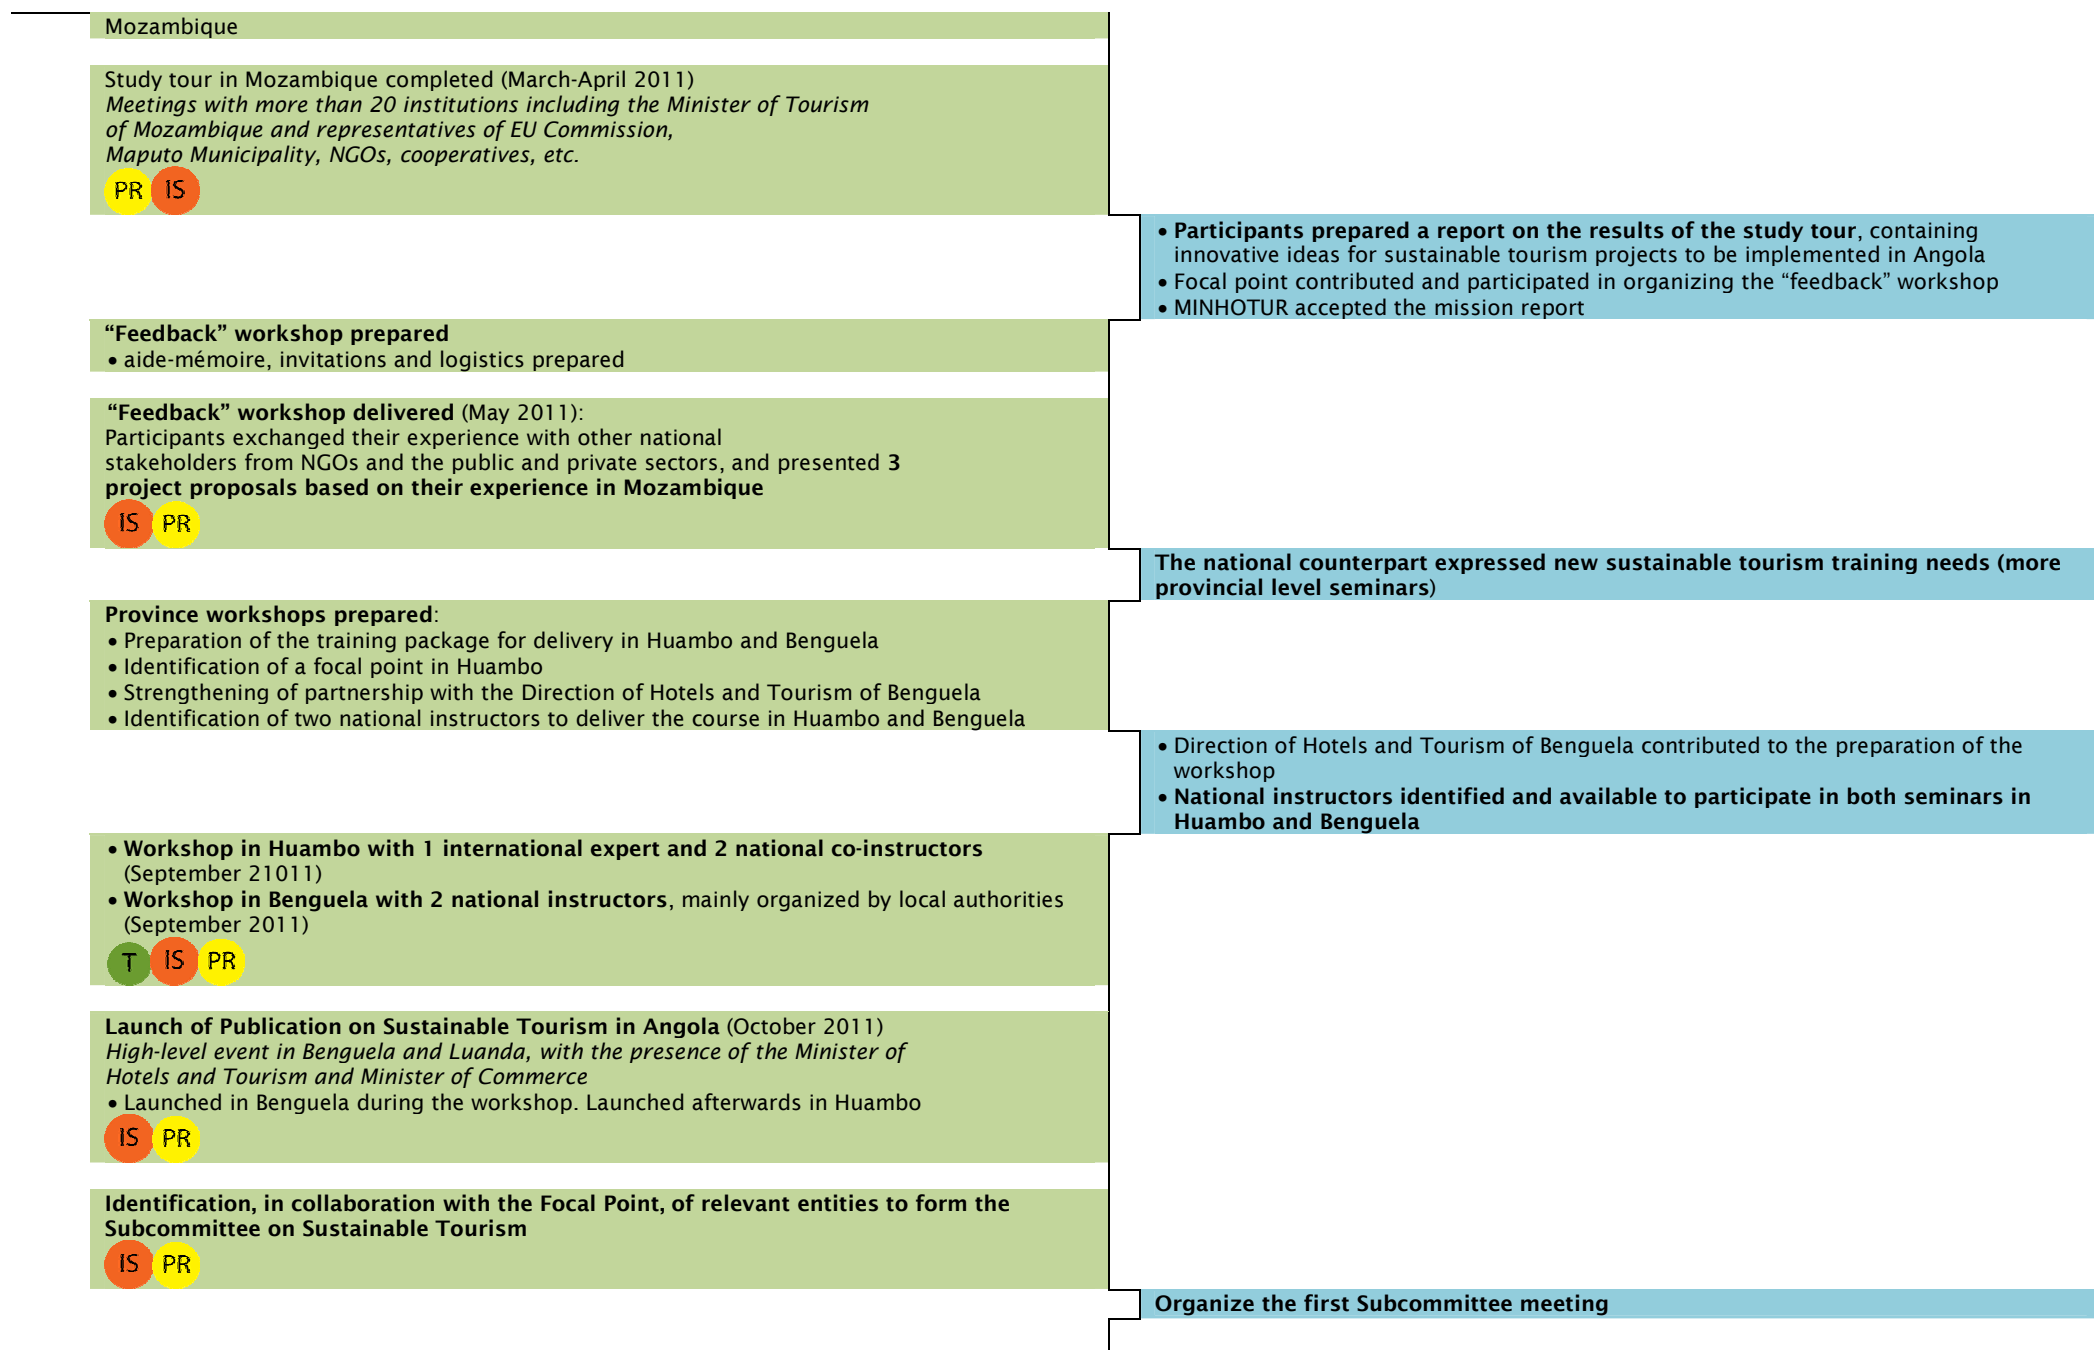 Mozambique
Study tour in Mozambique completed (March-April 2011)
Meetings with more than 20 institutions including the Minister of Tourism
of Mozambique and representatives of EU Commission,
Maputo Municipality, NGOs, cooperatives, etc.
PR IS
• Participants prepared a report on the results of the study tour, containing
innovative ideas for sustainable tourism projects to be implemented in Angola
• Focal point contributed and participated in organizing the “feedback” workshop
• MINHOTUR accepted the mission report
“Feedback” workshop prepared
• aide-mémoire, invitations and logistics prepared
“Feedback” workshop delivered (May 2011):
Participants exchanged their experience with other national
stakeholders from NGOs and the public and private sectors, and presented 3
project proposals based on their experience in Mozambique
IS PR
The national counterpart expressed new sustainable tourism training needs (more
provincial level seminars)
Province workshops prepared:
• Preparation of the training package for delivery in Huambo and Benguela
• Identification of a focal point in Huambo
• Strengthening of partnership with the Direction of Hotels and Tourism of Benguela
• Identification of two national instructors to deliver the course in Huambo and Benguela
• Direction of Hotels and Tourism of Benguela contributed to the preparation of the
workshop
• National instructors identified and available to participate in both seminars in
Huambo and Benguela
• Workshop in Huambo with 1 international expert and 2 national co-instructors
(September 21011)
• Workshop in Benguela with 2 national instructors, mainly organized by local authorities
(September 2011)
T IS PR
Launch of Publication on Sustainable Tourism in Angola (October 2011)
High-level event in Benguela and Luanda, with the presence of the Minister of
Hotels and Tourism and Minister of Commerce
• Launched in Benguela during the workshop. Launched afterwards in Huambo
IS PR
Identification, in collaboration with the Focal Point, of relevant entities to form the
Subcommittee on Sustainable Tourism
IS PR
Organize the first Subcommittee meeting